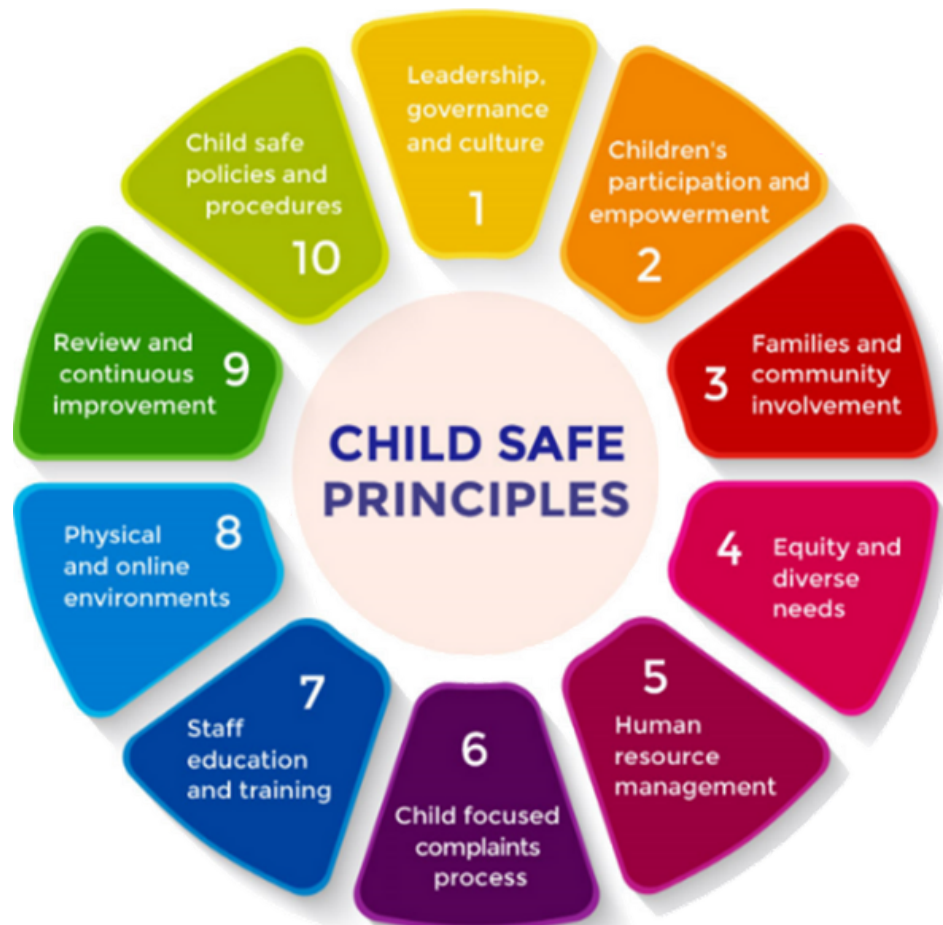 CHILD SAFE
PRINCIPLES
Leadership,
governance
and culture
1
Children's
participation and
empowerment
2
3
Families and
community
involvement
4
Equity and
diverse
needs
5
Human
resource
management
6
Child focused
complaints
process
7
Staff
education
and training
8
Physical
and online
environments
9
Review and
continuous
improvement
Child safe
policies and
procedures
10